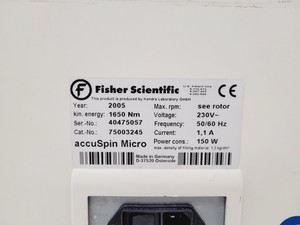 Fisher Scientific
This product is produced by Kendro Laboratory GmbH
Year: 2005 Max. rpm: see rotor
kin. energy: 1650 Nm Voltage: 230V~
Ser.-No.: 40475057 Frequency: 50/60 Hz
Cat.: 75003245 Current: 1,1 A
Power cons.: 150 W
accuSpin Micro
Made in Germany
D-37520 Osterode